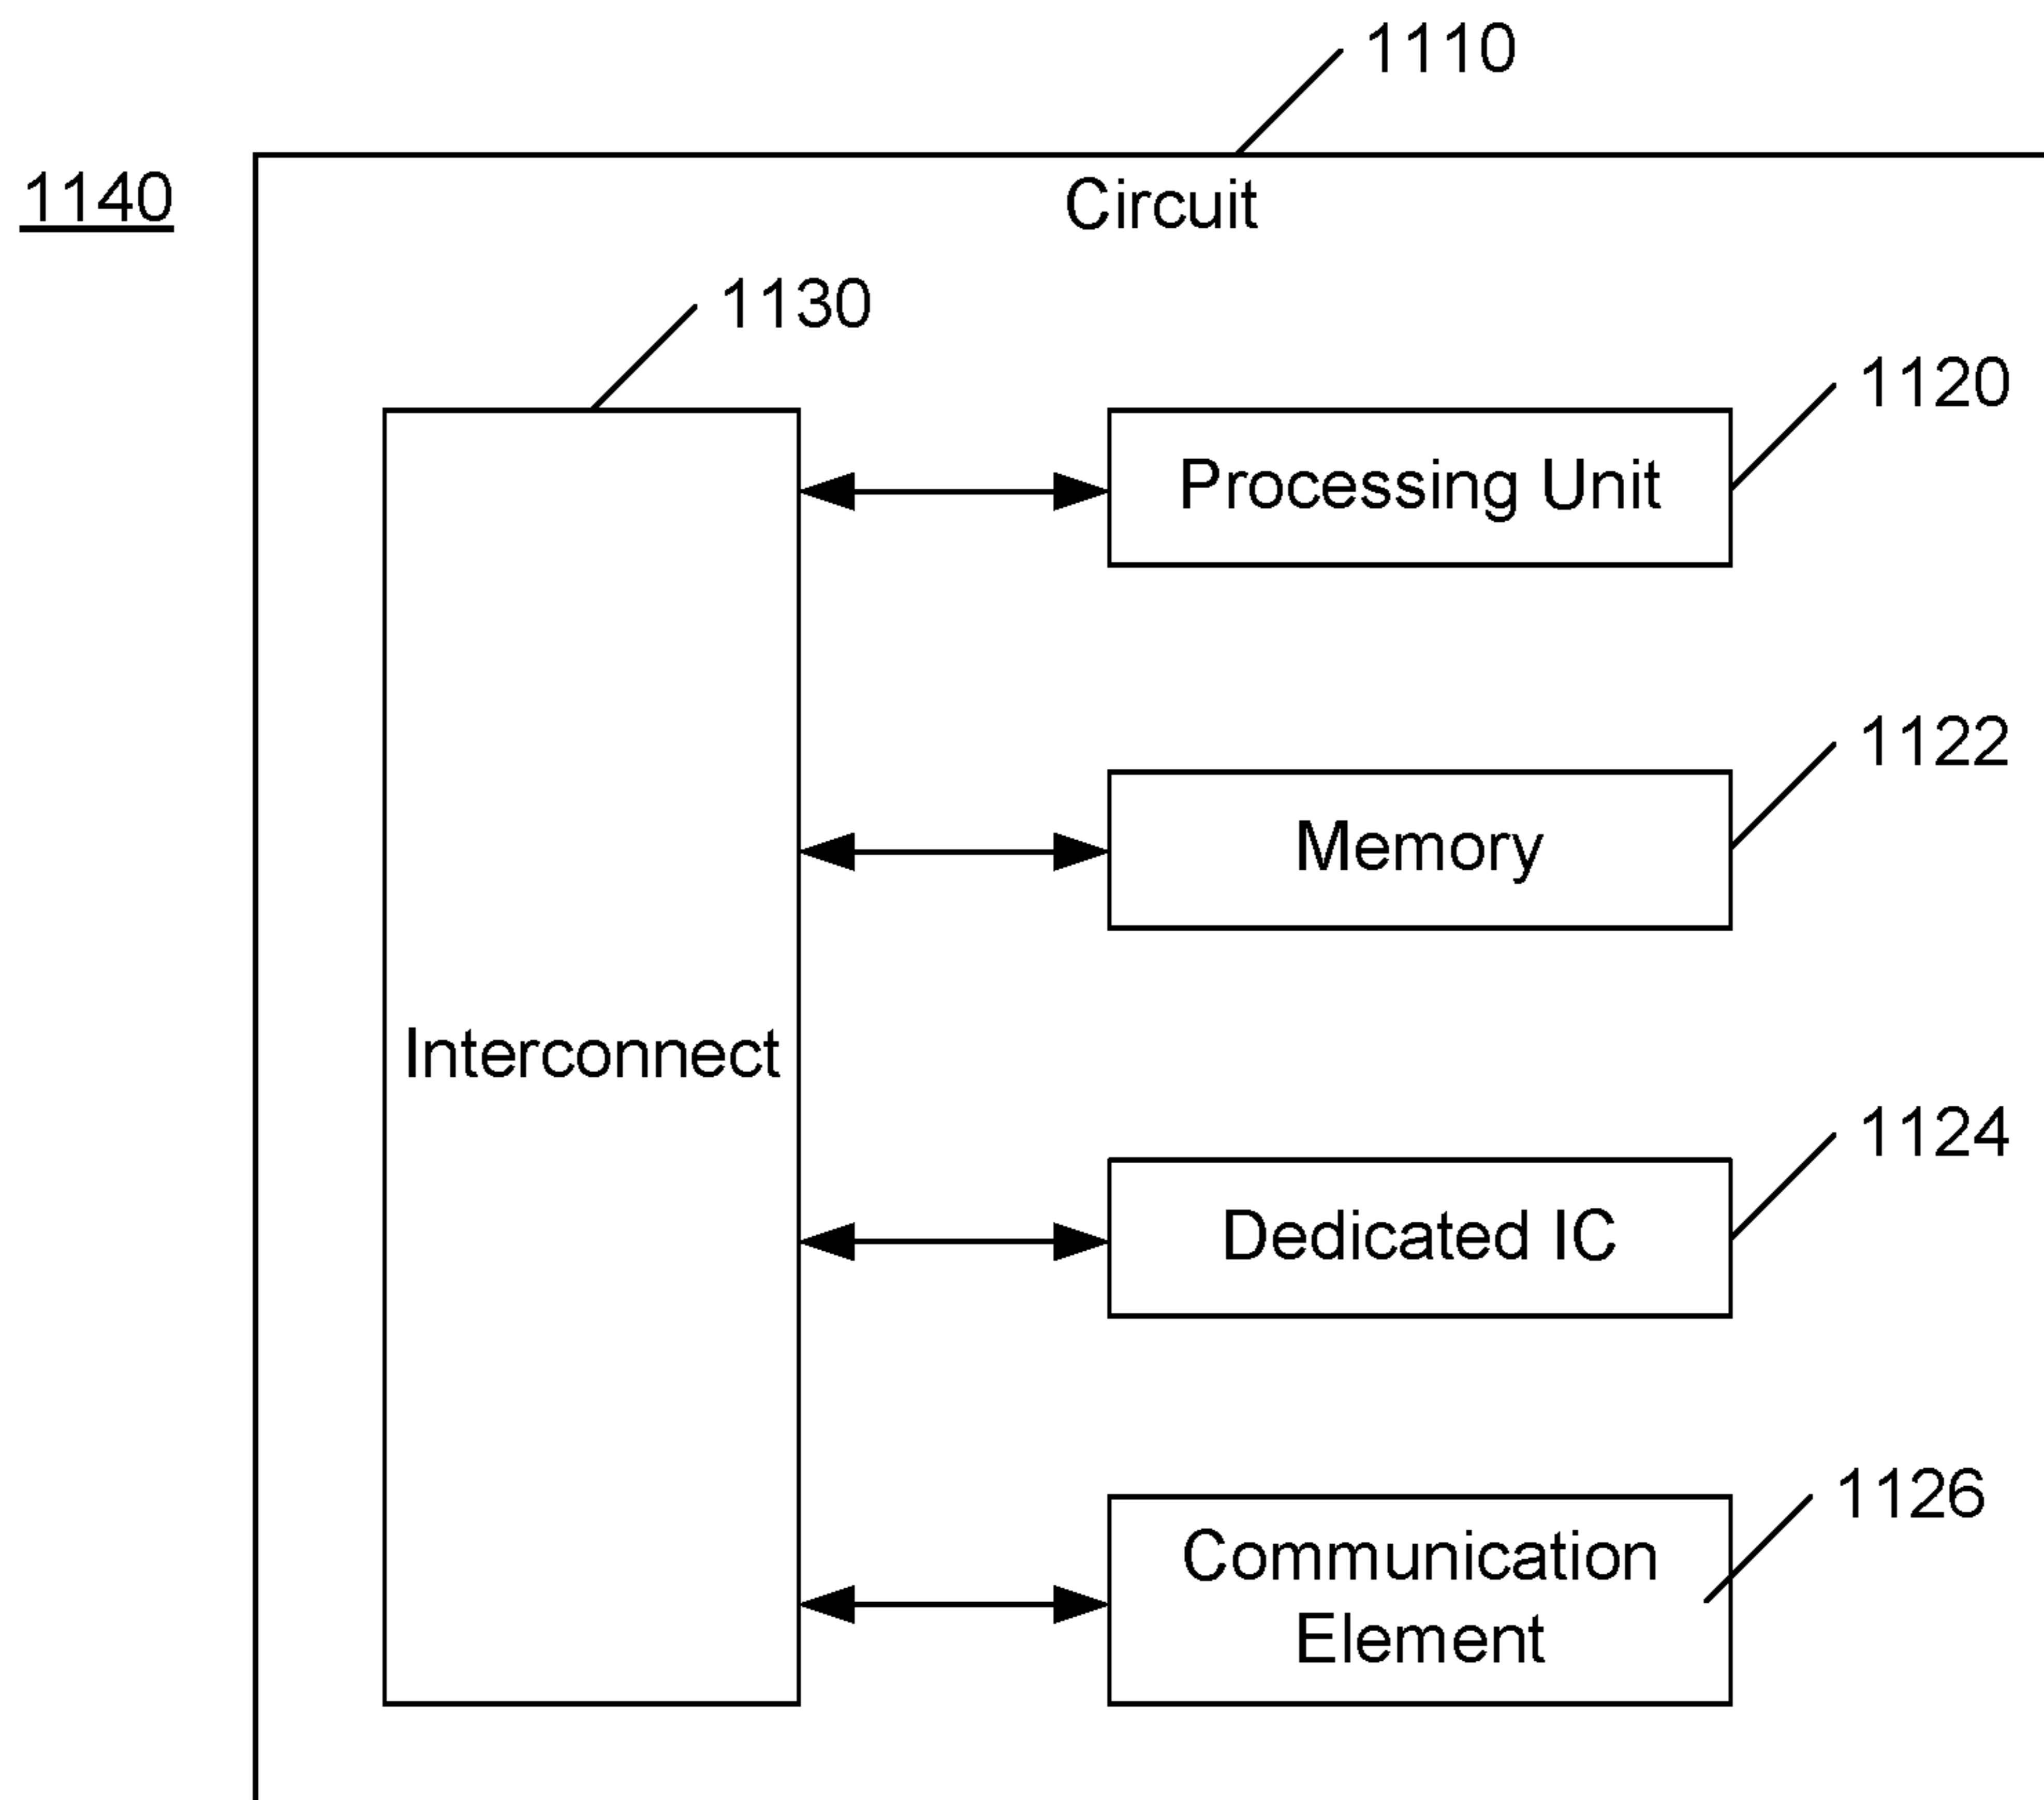 1110
1140
Circuit
1130
1120
Processing Unit
1122
Memory
Interconnect
1124
Dedicated IC
1126
Communication
Element